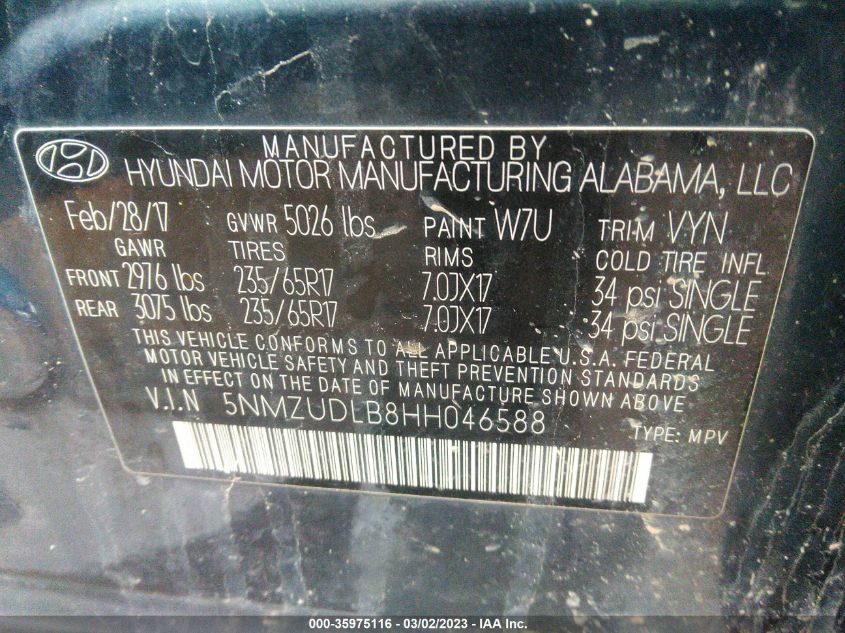 MANUFACTURED BY
HYUNDAI MOTOR MANUFACTURING ALABAMA, LLC
Feb/28/17 GVWR 5026 lbs PAINT W7U TRIM VYN
GAWR TIRES RIMS COLD TIRE INFL
FRONT 2976 lbs 235/65R17 7.0JX17 34 psi SINGLE
REAR 3075 lbs 235/65R17 7.0JX17 34 psi SINGLE
THIS VEHICLE CONFORMS TO ALL APPLICABLE U.S.A. FEDERAL
MOTOR VEHICLE SAFETY AND THEFT PREVENTION STANDARDS
IN EFFECT ON THE DATE OF MANUFACTURE SHOWN ABOVE
V.I.N 5NMZUDLB8HH046588
TYPE: MPV
000-35975116 - 03/02/2023 - IAA Inc.